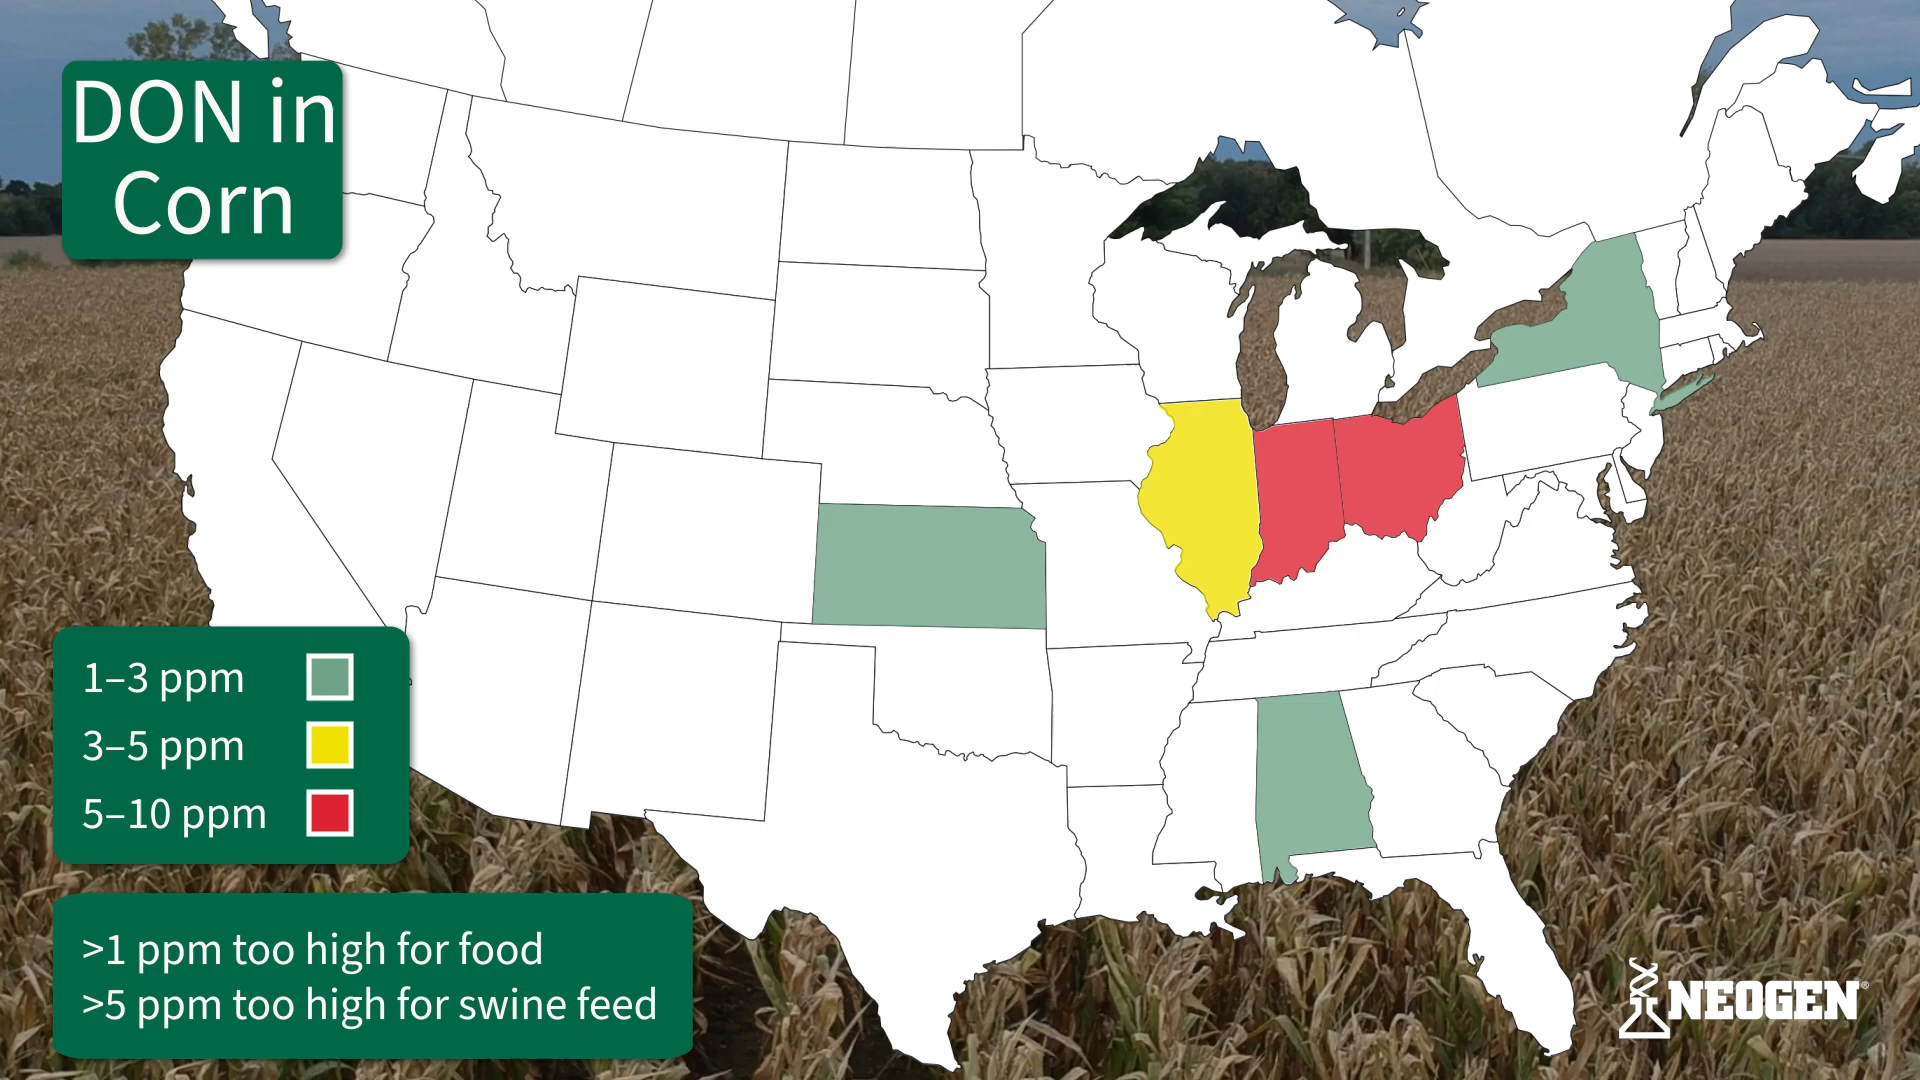 DON in
Corn
1–3 ppm
3–5 ppm
5–10 ppm
>1 ppm too high for food
>5 ppm too high for swine feed
NEOGEN®